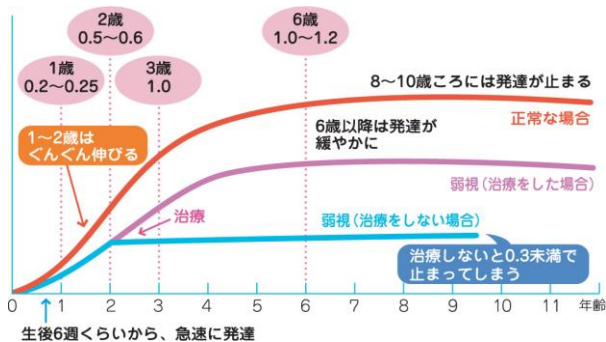 2歳
0.5〜0.6
6歳
1.0〜1.2
1歳
0.2〜0.25
3歳
1.0
8〜10歳ころには発達が止まる
正常な場合
1〜2歳は
ぐんぐん伸びる
6歳以降は発達が
緩やかに
弱視（治療をした場合）
治療
弱視（治療をしない場合）
治療しないと0.3未満で
止まってしまう
0 1 2 3 4 5 6 7 8 9 10 11 年齢
生後6週くらいから、急速に発達